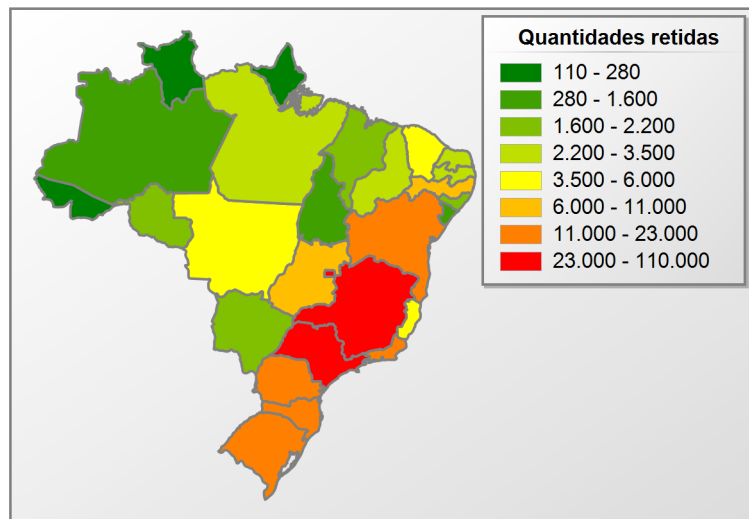 Quantidades retidas
110 - 280
280 - 1.600
1.600 - 2.200
2.200 - 3.500
3.500 - 6.000
6.000 - 11.000
11.000 - 23.000
23.000 - 110.000